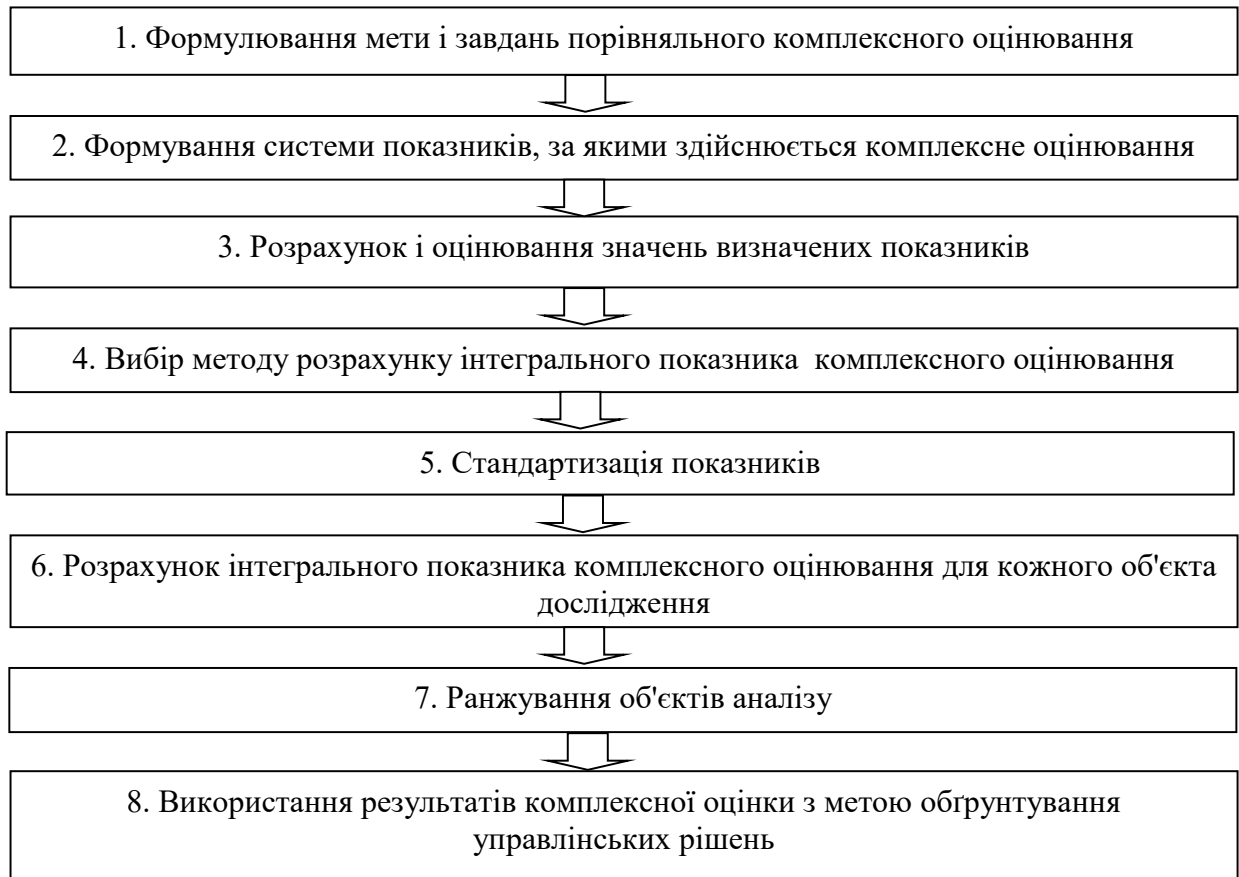 1. Формулювання мети і завдань порівняльного комплексного оцінювання
2. Формування системи показників, за якими здійснюється комплексне оцінювання
3. Розрахунок і оцінювання значень визначених показників
4. Вибір методу розрахунку інтегрального показника комплексного оцінювання
5. Стандартизація показників
6. Розрахунок інтегрального показника комплексного оцінювання для кожного об'єкта
дослідження
7. Ранжування об'єктів аналізу
8. Використання результатів комплексної оцінки з метою обґрунтування
управлінських рішень